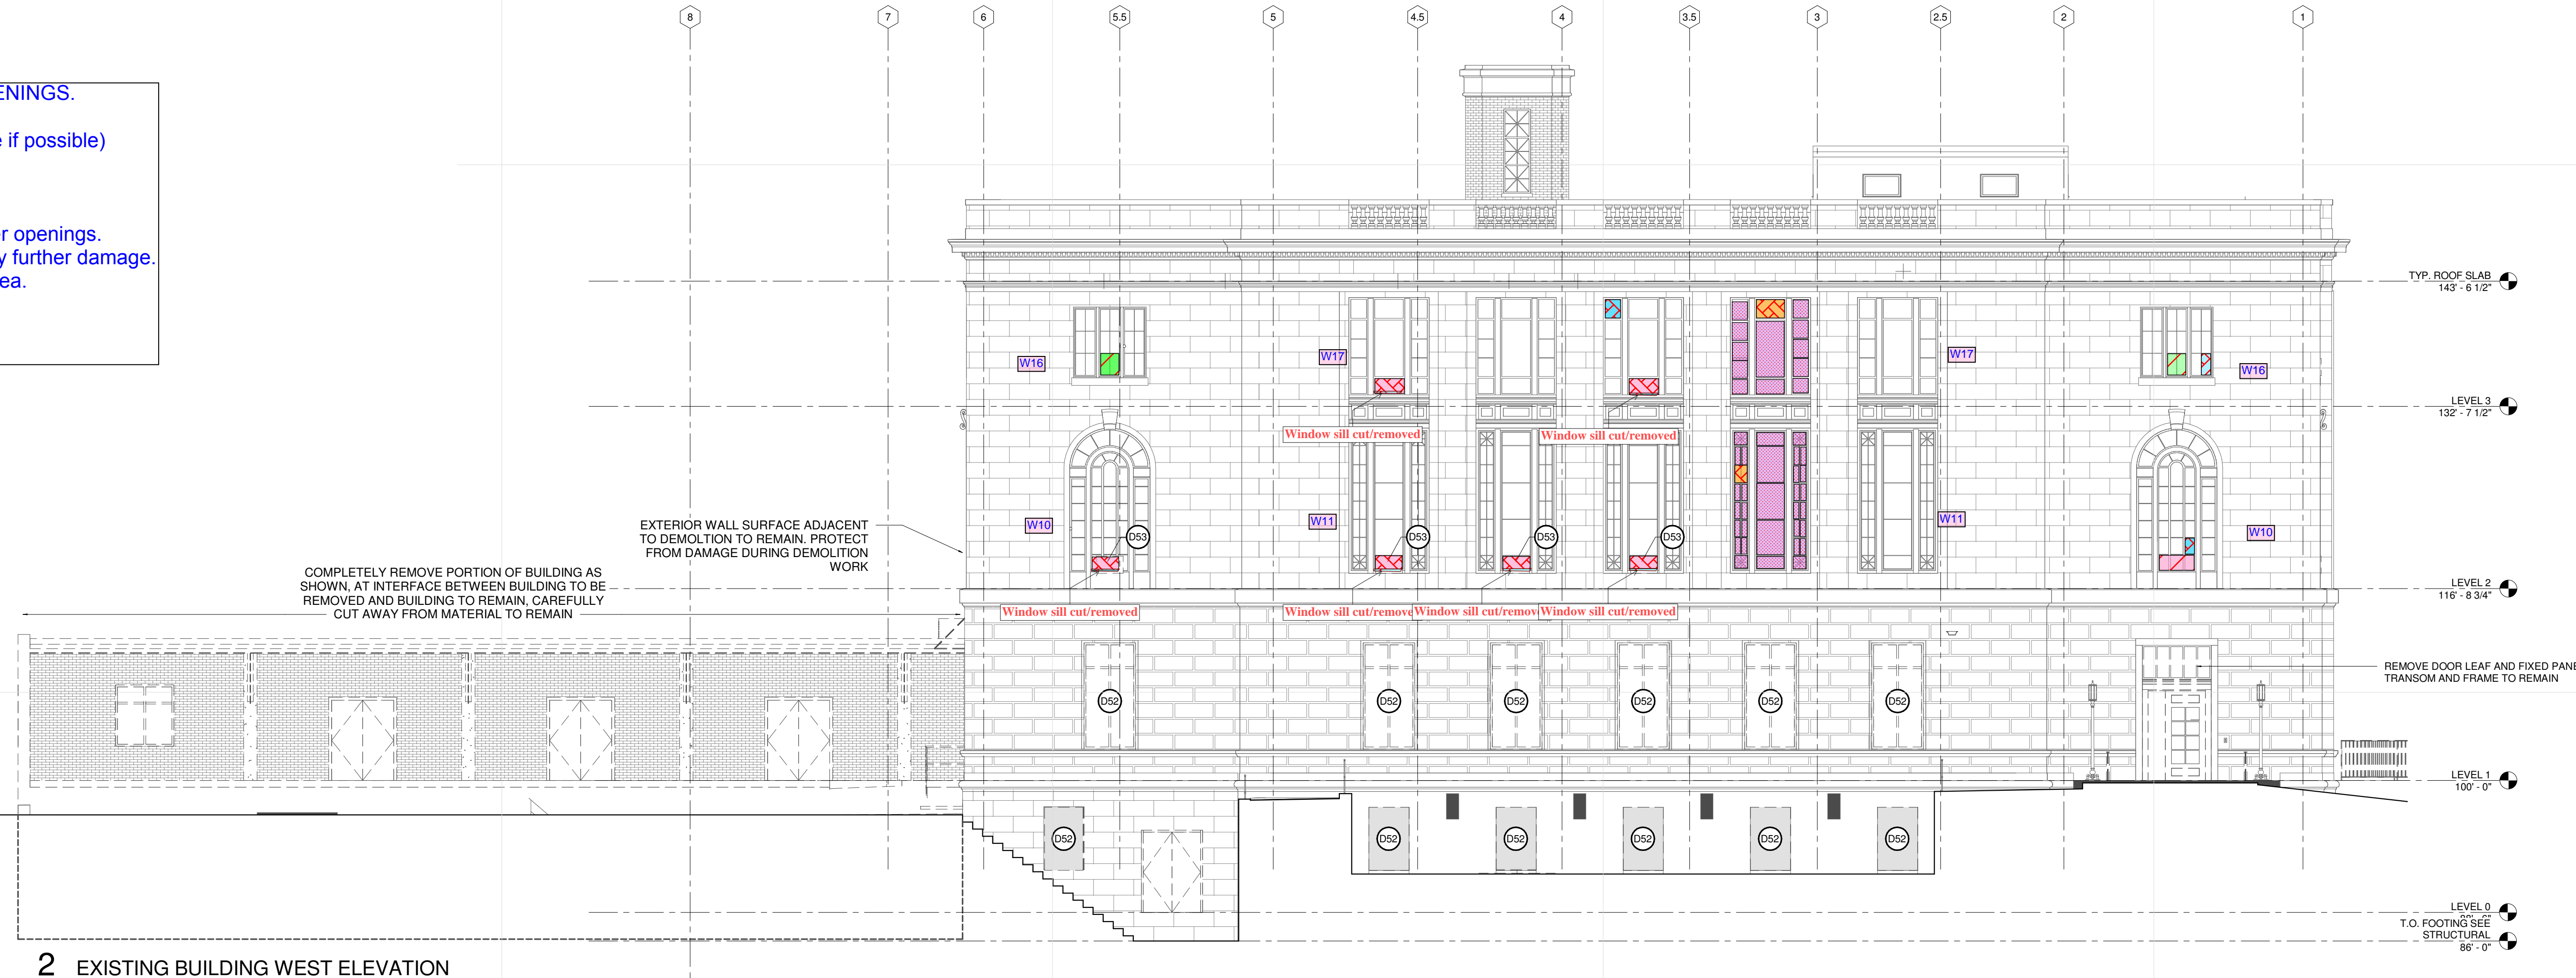 8
7
6
5.5
5
4.5
4
3.5
3
2.5
2
1
ENINGS.
e if possible)
er openings.
y further damage.
ea.
TYP. ROOF SLAB
143' - 6 1/2"
W16
W17
W17
W16
LEVEL 3
132' - 7 1/2"
Window sill cut/removed
Window sill cut/removed
W10
W11
W11
W10
D53
D53
D53
D53
EXTERIOR WALL SURFACE ADJACENT
TO DEMOLTION TO REMAIN. PROTECT
FROM DAMAGE DURING DEMOLITION
WORK
COMPLETELY REMOVE PORTION OF BUILDING AS
SHOWN, AT INTERFACE BETWEEN BUILDING TO BE
REMOVED AND BUILDING TO REMAIN, CAREFULLY
CUT AWAY FROM MATERIAL TO REMAIN
LEVEL 2
116' - 8 3/4"
Window sill cut/removed
Window sill cut/remove
Window sill cut/remov
Window sill cut/removed
REMOVE DOOR LEAF AND FIXED PANE
TRANSOM AND FRAME TO REMAIN
D52
D52
D52
D52
D52
D52
LEVEL 1
100' - 0"
D52
D52
D52
D52
D52
D52
LEVEL 0
T.O. FOOTING SEE
STRUCTURAL
86' - 0"
2 EXISTING BUILDING WEST ELEVATION